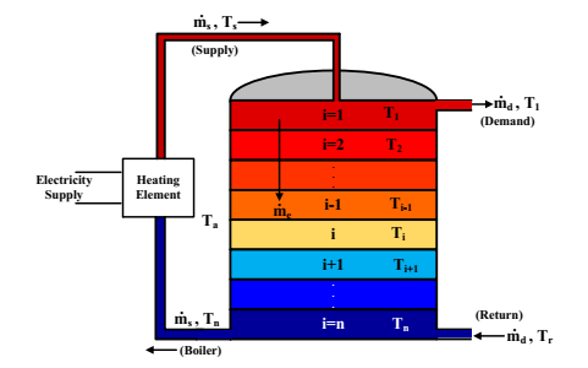 ṁs, Ts
(Supply)
i=1 T1
ṁd, T1
(Demand)
i=2 T2
Electricity
Supply
Heating
Element
i-1 Ti-1
ṁe
Ta
i Ti
i+1 Ti+1
ṁs, Tn
(Boiler)
i=n Tn
(Return)
ṁd, Tr